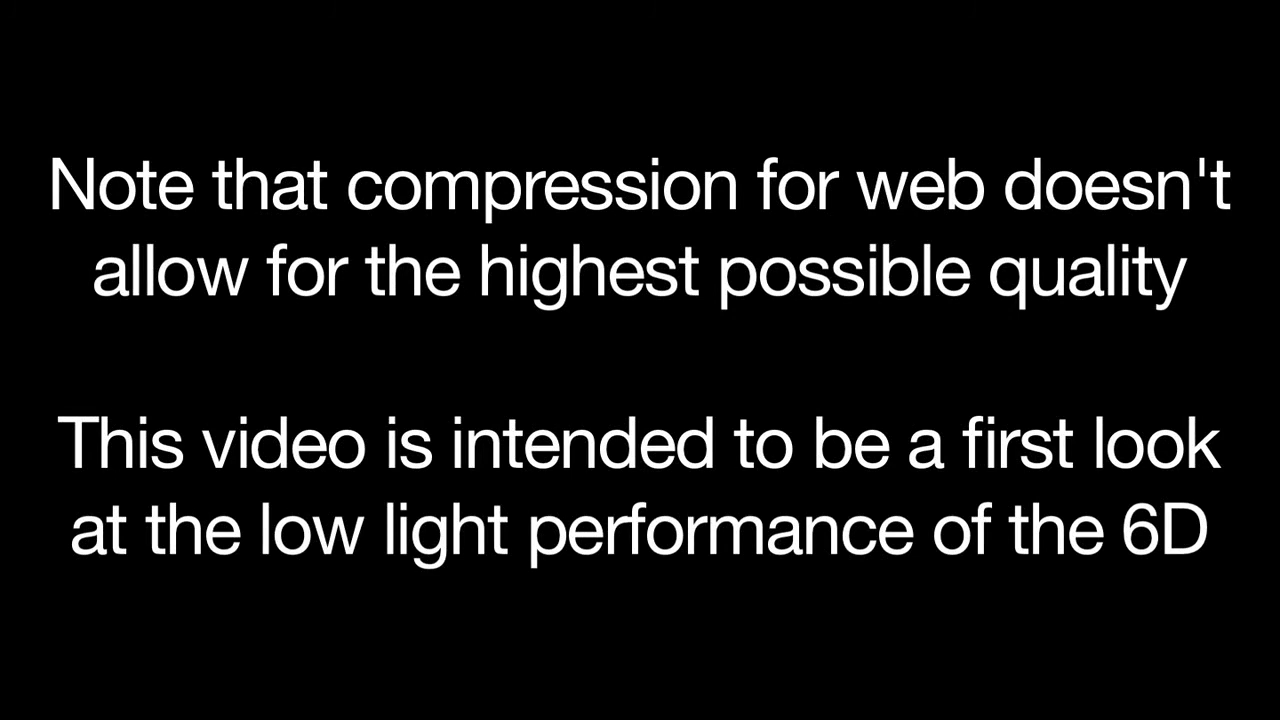 Note that compression for web doesn't
allow for the highest possible quality
This video is intended to be a first look
at the low light performance of the 6D